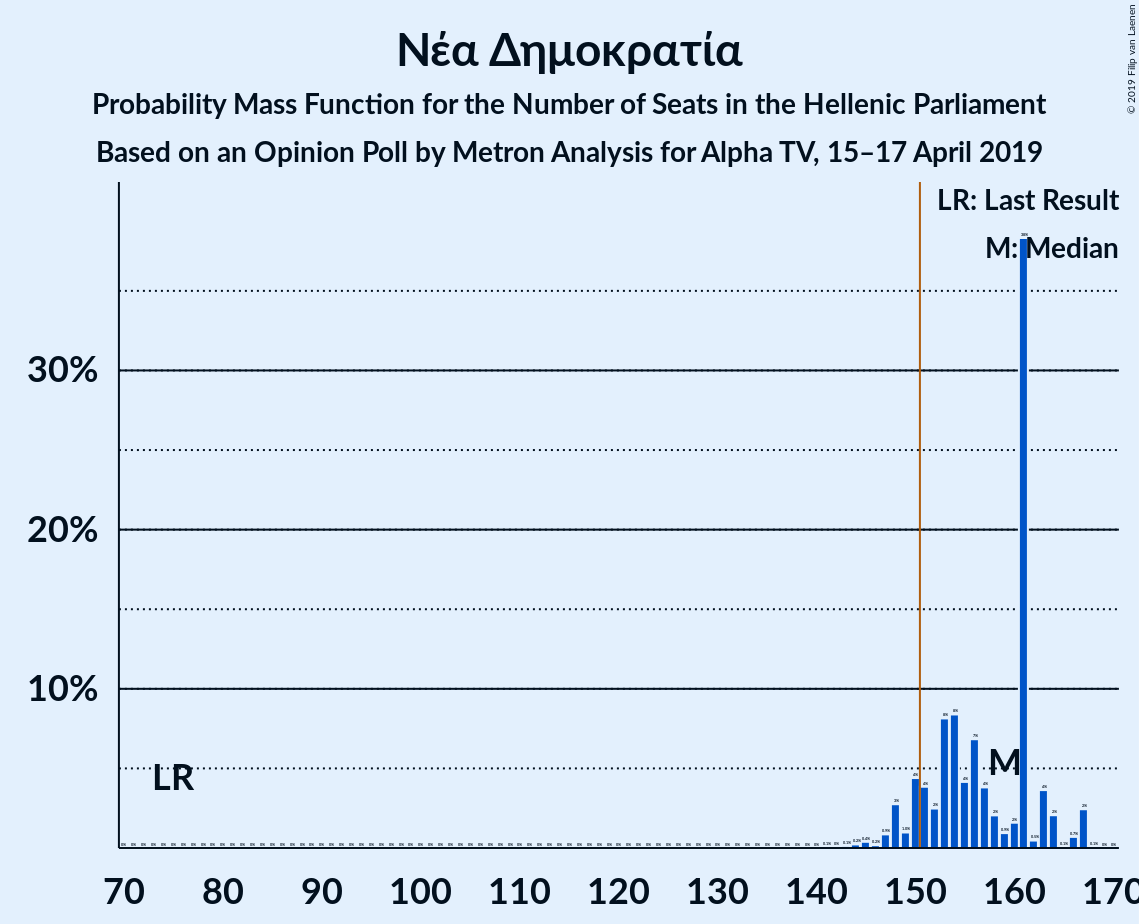 Νέα Δημοκρατία
Probability Mass Function for the Number of Seats in the Hellenic Parliament
Based on an Opinion Poll by Metron Analysis for Alpha TV, 15–17 April 2019
© 2019 Filip van Laenen
LR: Last Result
M: Median
30%
20%
10%
LR
M
70 80 90 100 110 120 130 140 150 160 170